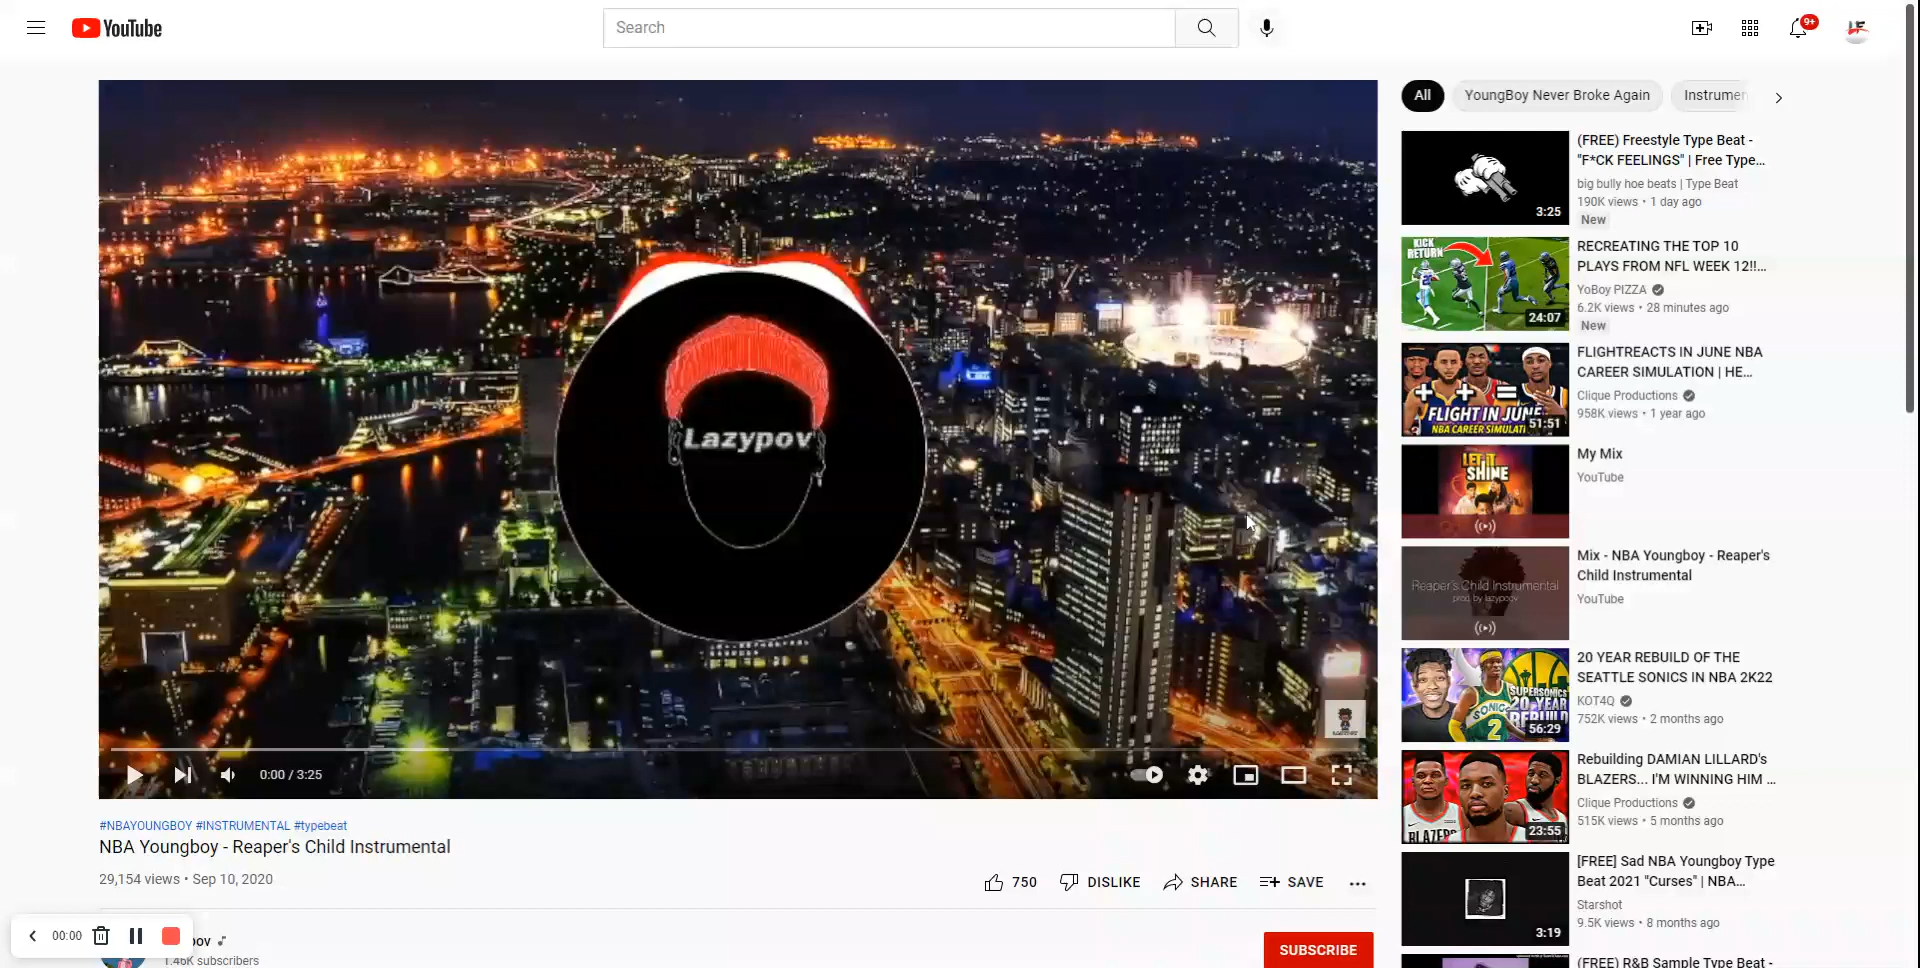 YouTube
Search
9+
Lazypov
0:00 / 3:25
#NBAYOUNGBOY #INSTRUMENTAL #typebeat
NBA Youngboy - Reaper's Child Instrumental
29,154 views • Sep 10, 2020
750
DISLIKE
SHARE
SAVE
00:00
1.46K subscribers
SUBSCRIBE
All
YoungBoy Never Broke Again
3:25
(FREE) Freestyle Type Beat -
"F*CK FEELINGS" | Free Type...
big bully hoe beats | Type Beat
190K views • 1 day ago
New
KICK
RETURN
24:07
RECREATING THE TOP 10
PLAYS FROM NFL WEEK 12!!...
YoBoy PIZZA
6.2K views • 28 minutes ago
New
FLIGHT IN JUNE
NBA CAREER
51:51
FLIGHTREACTS IN JUNE NBA
CAREER SIMULATION | HE...
Clique Productions
958K views • 1 year ago
LET IT
SHINE
My Mix
YouTube
Reaper's Child Instrumental
prod. by lazypov
Mix - NBA Youngboy - Reaper's
Child Instrumental
YouTube
SUPERSONICS
20 YEAR
REBUILD
SONICS
2
56:29
20 YEAR REBUILD OF THE
SEATTLE SONICS IN NBA 2K22
KOT4Q
752K views • 2 months ago
23:55
Rebuilding DAMIAN LILLARD's
BLAZERS... I'M WINNING HIM ...
Clique Productions
515K views • 5 months ago
3:19
[FREE] Sad NBA Youngboy Type
Beat 2021 "Curses" | NBA...
Starshot
9.5K views • 8 months ago
(FREE) R&B Sample Type Beat -